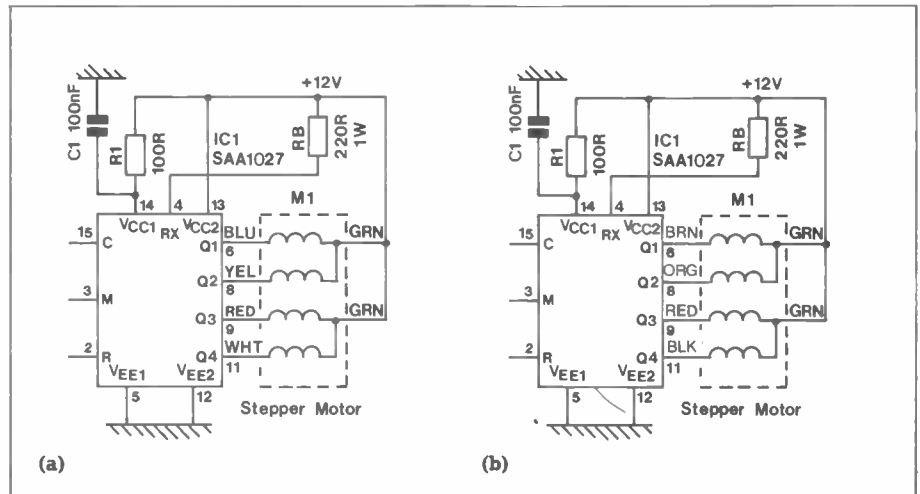 +12V
C1 100nF
R1
100R
IC1
SAA1027
RB
220R
1W
M1
14
4
13
VCC1
RX
VCC2
15
C
3
M
2
R
Q1
BLU
6
GRN
Q2
YEL
8
Q3
RED
9
GRN
Q4
WHT
11
VEE1
VEE2
5
12
Stepper Motor
(a)
+12V
C1 100nF
R1
100R
IC1
SAA1027
RB
220R
1W
M1
14
4
13
VCC1
RX
VCC2
15
C
3
M
2
R
Q1
BRN
6
GRN
Q2
ORG
8
Q3
RED
9
GRN
Q4
BLK
11
VEE1
VEE2
5
12
Stepper Motor
(b)